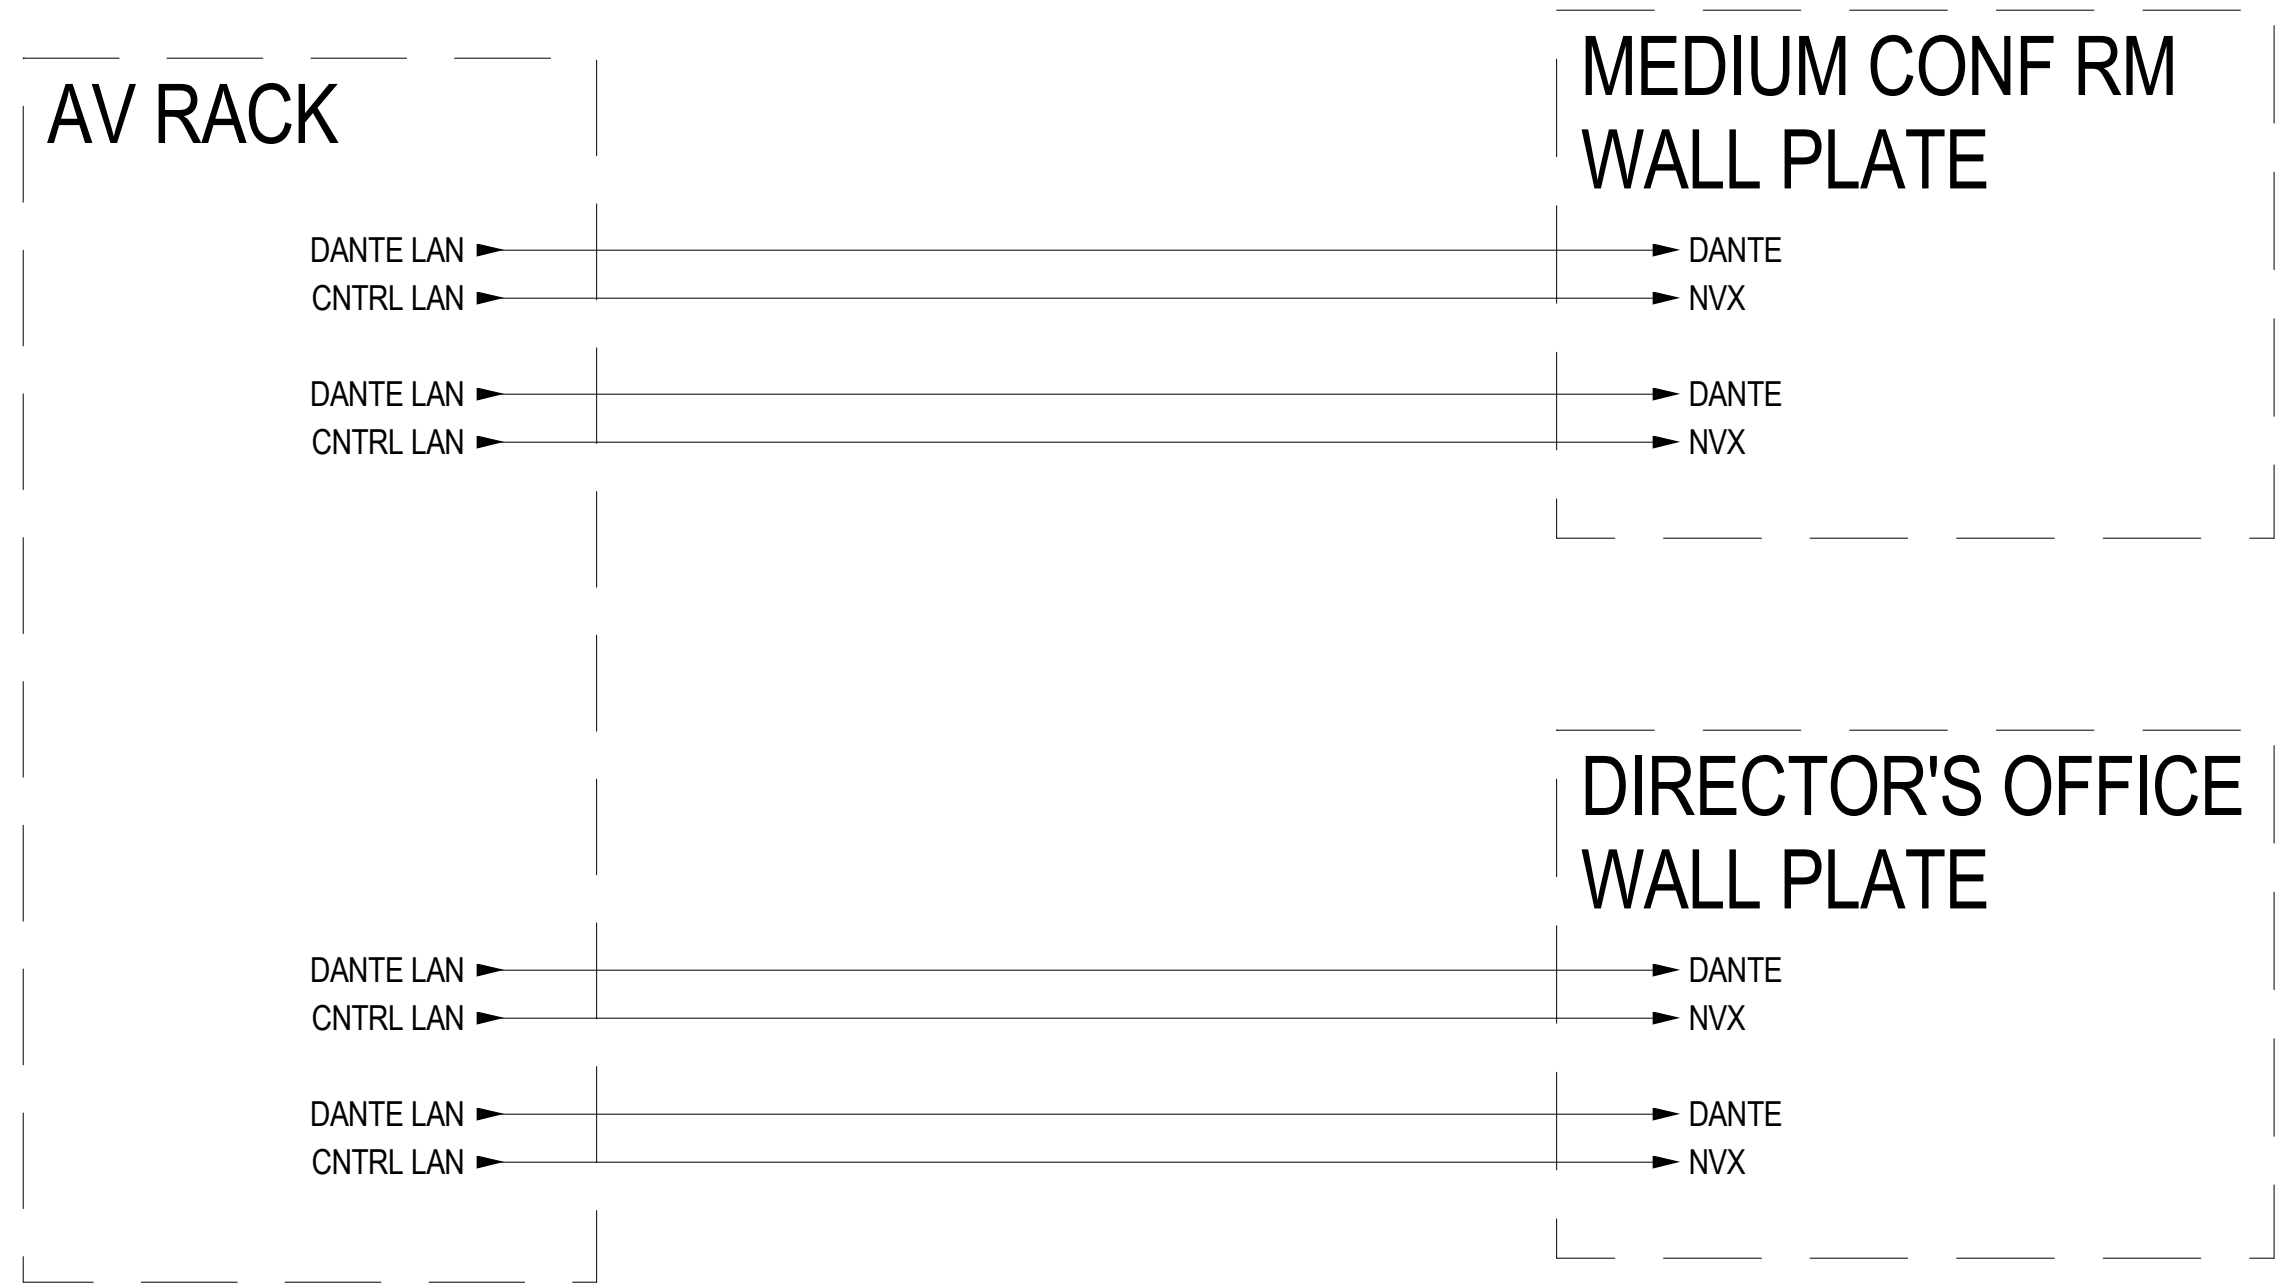 AV RACK
MEDIUM CONF RM
WALL PLATE
DANTE LAN
DANTE
CNTRL LAN
NVX
DANTE LAN
DANTE
CNTRL LAN
NVX
DIRECTOR'S OFFICE
WALL PLATE
DANTE LAN
DANTE
CNTRL LAN
NVX
DANTE LAN
DANTE
CNTRL LAN
NVX